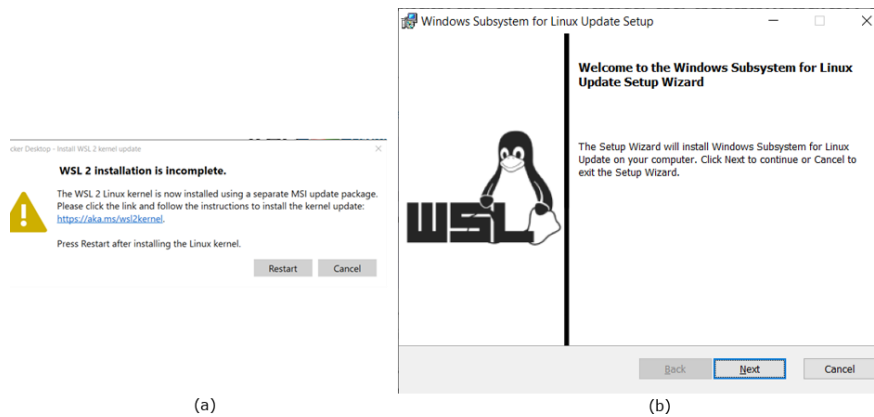 cker Desktop - Install WSL 2 kernel update
WSL 2 installation is incomplete.
The WSL 2 Linux kernel is now installed using a separate MSI update package.
Please click the link and follow the instructions to install the kernel update:
https://aka.ms/wsl2kernel.
Press Restart after installing the Linux kernel.
Restart Cancel
(a)
Windows Subsystem for Linux Update Setup
Welcome to the Windows Subsystem for Linux
Update Setup Wizard
The Setup Wizard will install Windows Subsystem for Linux
Update on your computer. Click Next to continue or Cancel to
exit the Setup Wizard.
WSL
Back Next Cancel
(b)